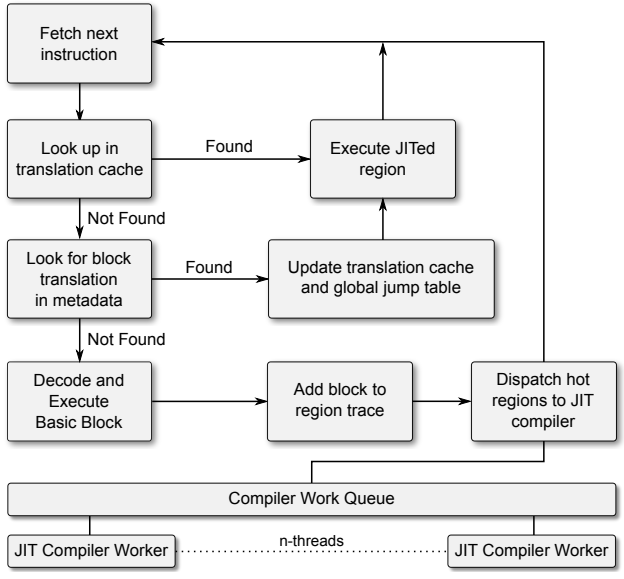 Fetch next
instruction
Look up in
translation cache
Found
Execute JITed
region
Not Found
Look for block
translation
in metadata
Found
Update translation cache
and global jump table
Not Found
Decode and
Execute
Basic Block
Add block to
region trace
Dispatch hot
regions to JIT
compiler
Compiler Work Queue
JIT Compiler Worker
n-threads
JIT Compiler Worker